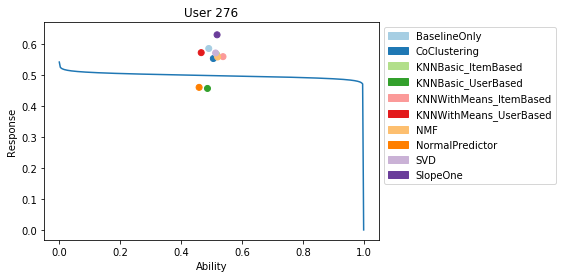 User 276
Response
0.6
0.5
0.4
0.3
0.2
0.1
0.0
0.0 0.2 0.4 0.6 0.8 1.0
Ability
BaselineOnly
CoClustering
KNNBasic_ItemBased
KNNBasic_UserBased
KNNWithMeans_ItemBased
KNNWithMeans_UserBased
NMF
NormalPredictor
SVD
SlopeOne